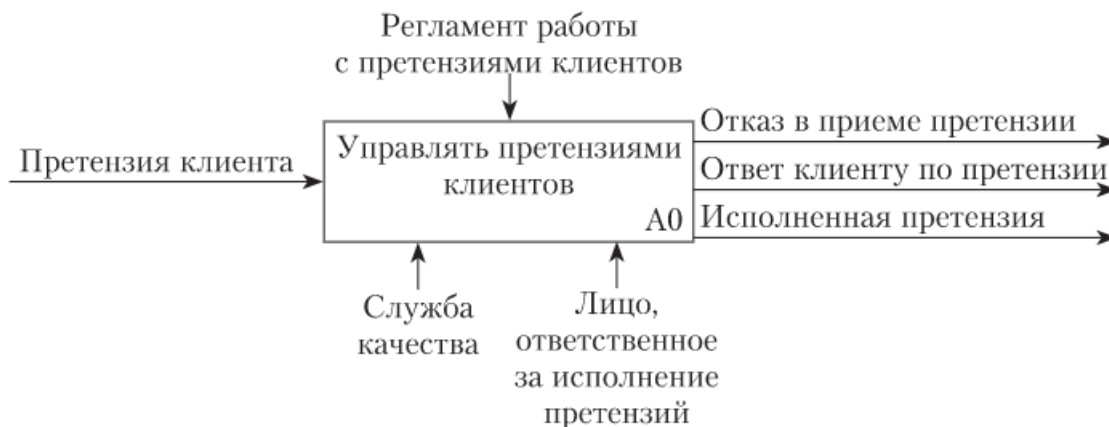 Регламент работы
с претензиями клиентов
Претензия клиента
Управлять претензиями
клиентов
А0
Отказ в приеме претензии
Ответ клиенту по претензии
Исполненная претензия
Служба
качества
Лицо,
ответственное
за исполнение
претензий